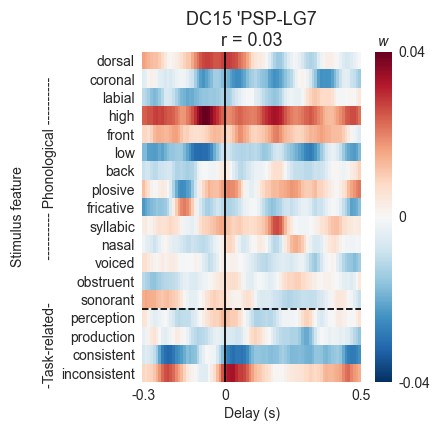 DC15 'PSP-LG7
r = 0.03
w
dorsal
coronal
labial
high
front
low
back
plosive
fricative
syllabic
nasal
voiced
obstruent
sonorant
perception
production
consistent
inconsistent
Stimulus feature
-Task-related- ----------- Phonological ----------
0.04
0
-0.04
-0.3 0 0.5
Delay (s)